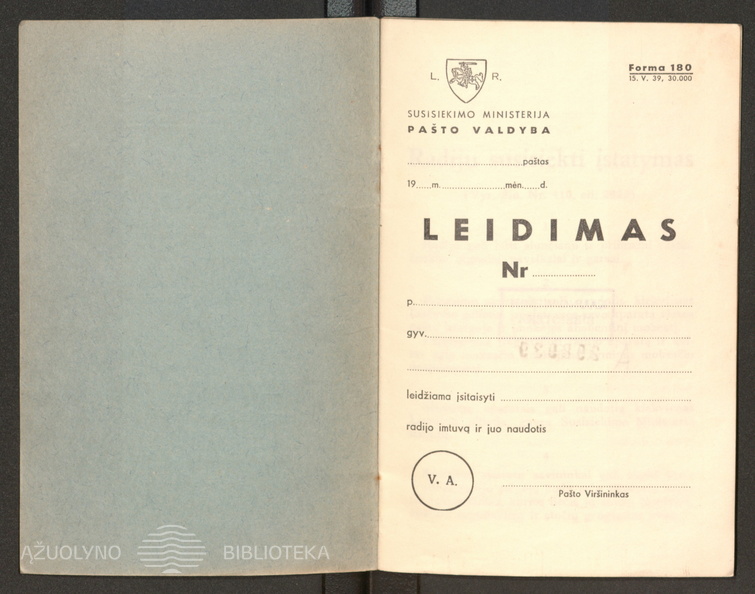 L. R.
Forma 180
15. V. 39, 30.000
SUSISIEKIMO MINISTERIJA
PAŠTO VALDYBA
paštas
19 m. mėn. d.
LEIDIMAS
Nr
p.
gyv.
leidžiama įsitaisyti
radijo imtuvą ir juo naudotis
V. A.
Pašto Viršininkas
ĄŽUOLYNO BIBLIOTEKA